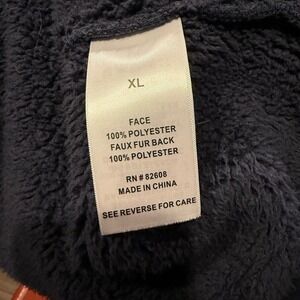 XL
FACE
100% POLYESTER
FAUX FUR BACK
100% POLYESTER
RN # 82608
MADE IN CHINA
SEE REVERSE FOR CARE